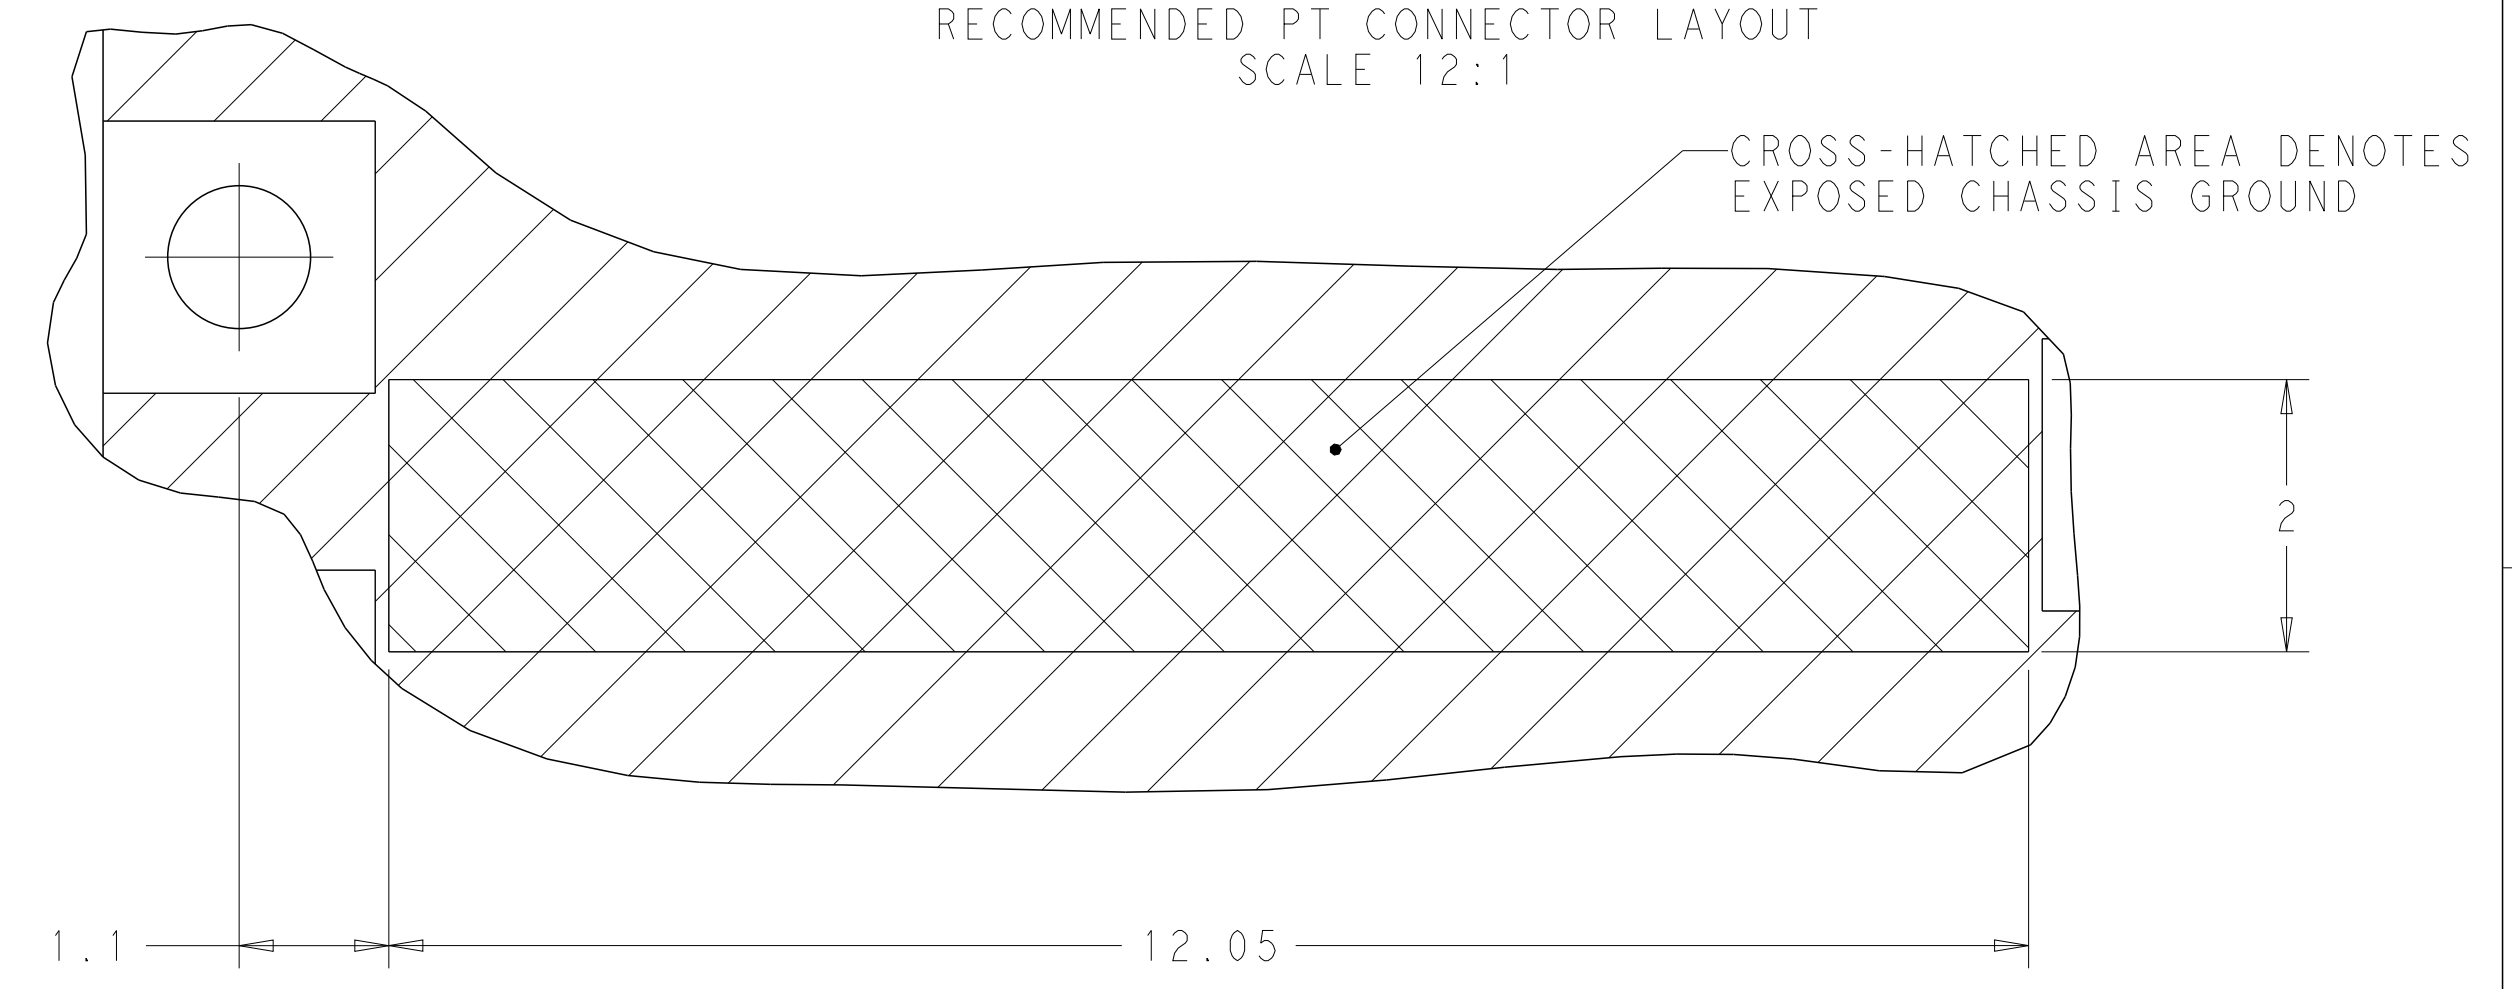 RECOMMENDED PT CONNECTOR LAYOUT
SCALE 12:1
CROSS-HATCHED AREA DENOTES
EXPOSED CHASSIS GROUND
2
1.1
12.05